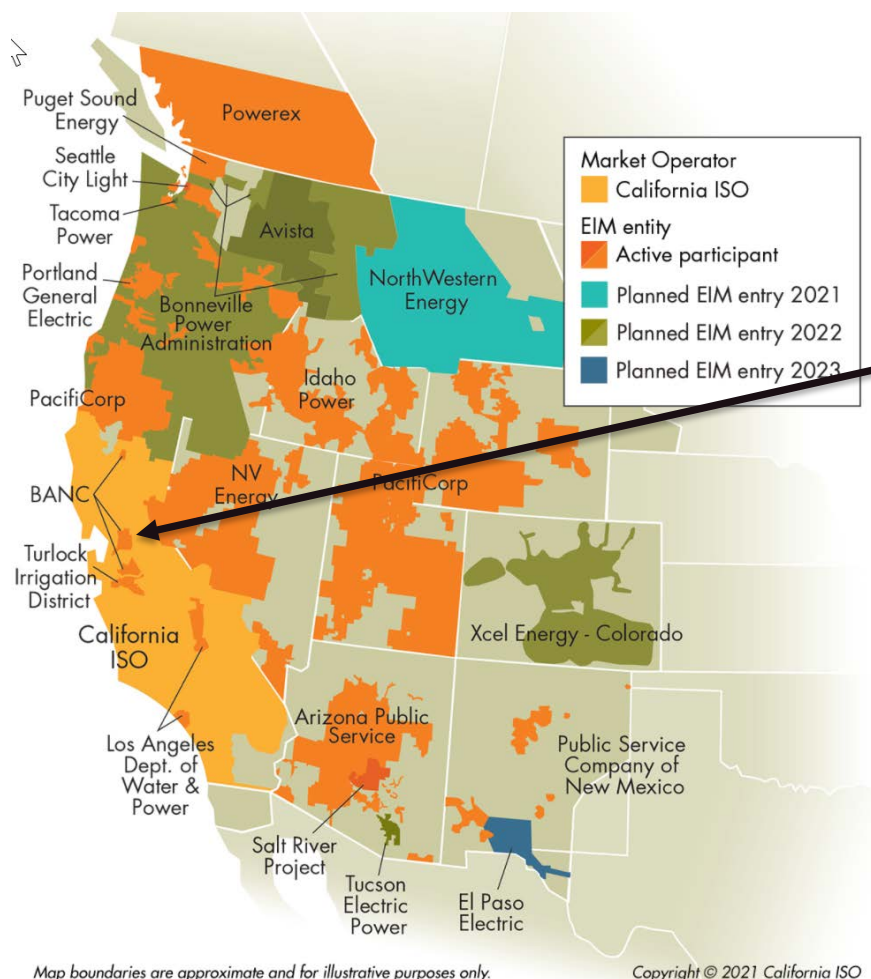 Puget Sound
Energy
Powerex
Seattle
City Light
Tacoma
Power
Avista
Portland
General
Electric
Bonneville
Power
Administration
NorthWestern
Energy
Market Operator
California ISO
EIM entity
Active participant
Planned EIM entry 2021
Planned EIM entry 2022
Planned EIM entry 2023
PacifiCorp
Idaho
Power
BANC
NV
Energy
PacifiCorp
Turlock
Irrigation
District
California
ISO
Xcel Energy - Colorado
Los Angeles
Dept. of
Water &
Power
Arizona Public
Service
Public Service
Company of
New Mexico
Salt River
Project
Tucson
Electric
Power
El Paso
Electric
Map boundaries are approximate and for illustrative purposes only.
Copyright © 2021 California ISO